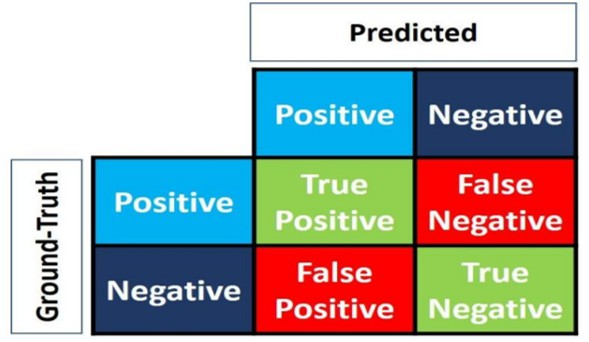 Predicted
Positive Negative
Ground-Truth
Positive
True
Positive
False
Negative
Negative
False
Positive
True
Negative